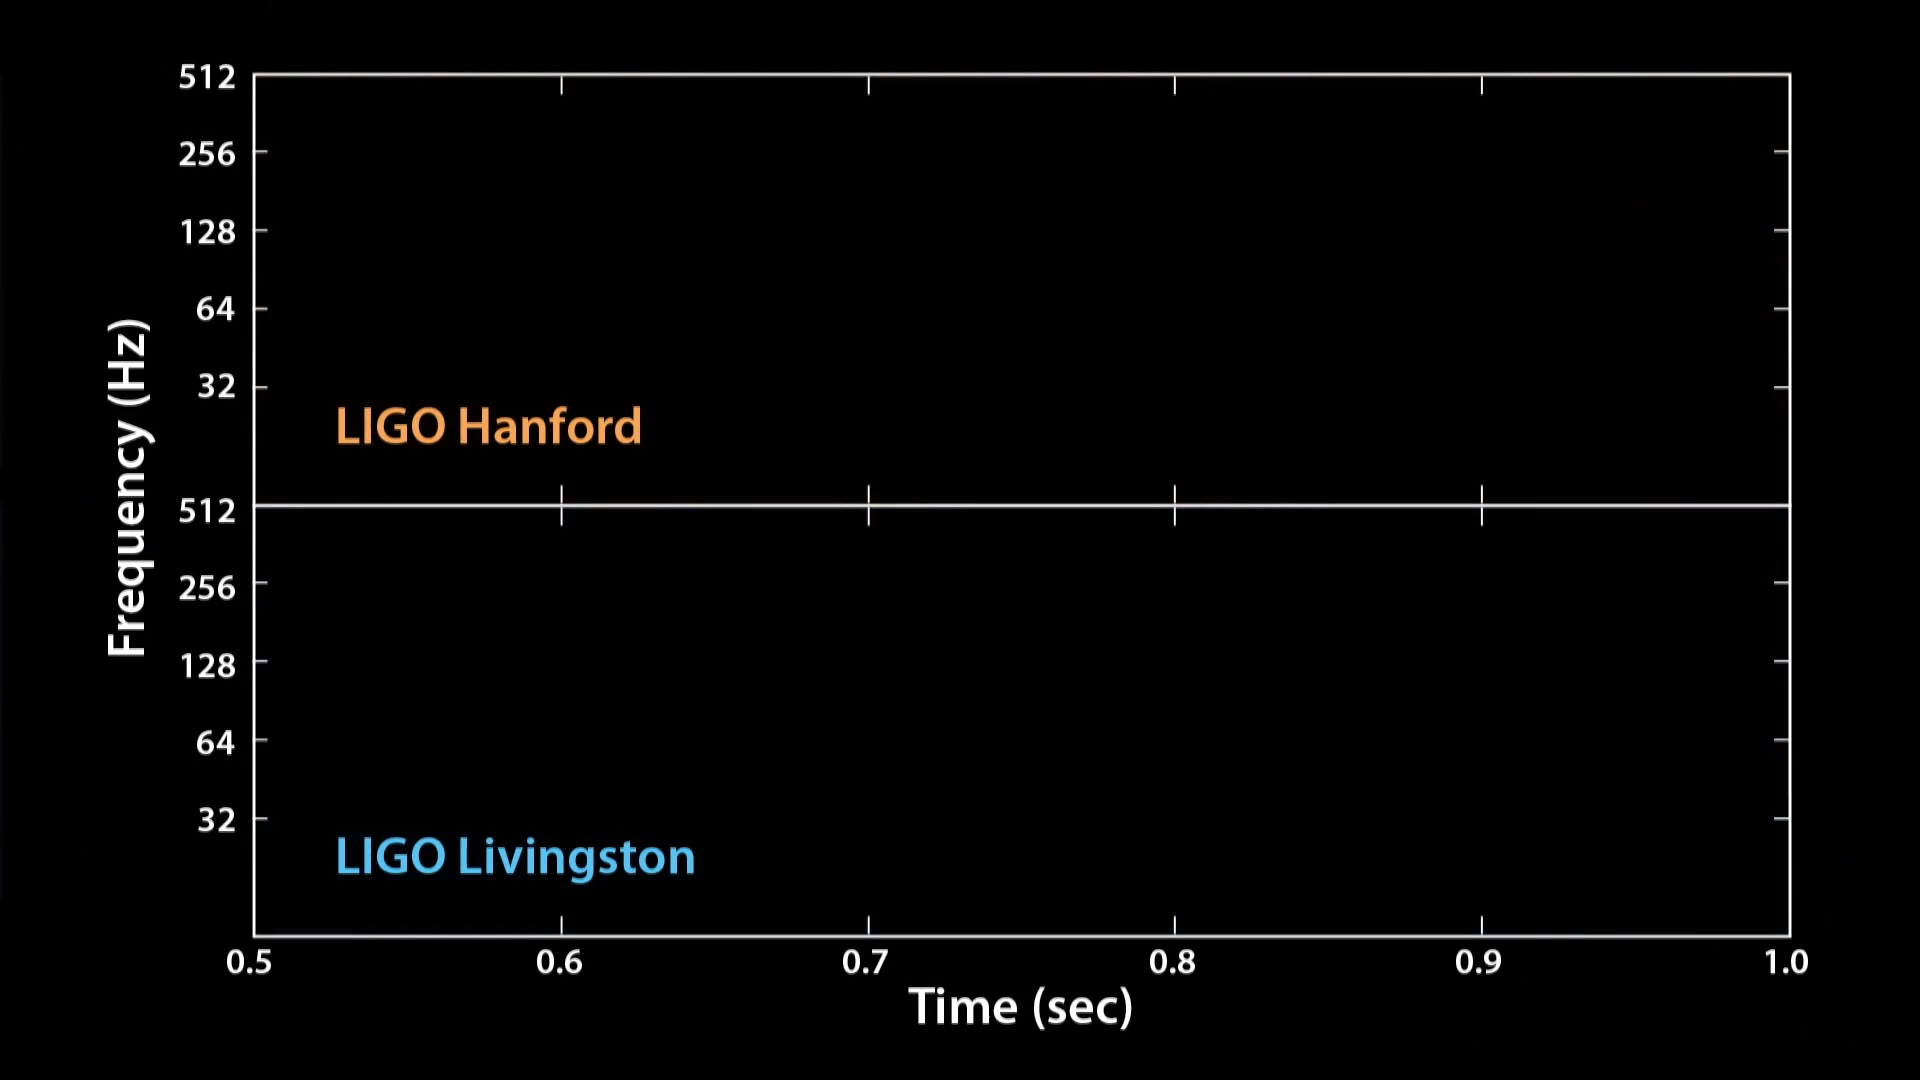 512
256
128
64
32
LIGO Hanford
Frequency (Hz)
512
256
128
64
32
LIGO Livingston
0.5 0.6 0.7 0.8 0.9 1.0
Time (sec)